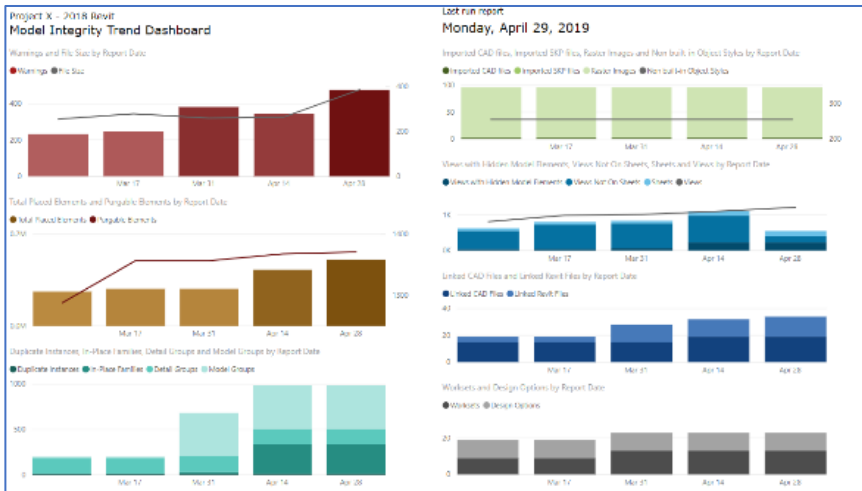 Project X - 2018 Revit
Model Integrity Trend Dashboard
Warnings and File Size by Report Date
Warnings File Size
400
200
0
400
200
0
Mar 17 Mar 31 Apr 14 Apr 28
Total Placed Elements and Purgable Elements by Report Date
Total Placed Elements Purgable Elements
0.2M
0.0M
Mar 17 Mar 31 Apr 14 Apr 28
Duplicate Instances, In-Place Families, Detail Groups and Model Groups by Report Date
Duplicate Instances In-Place Families Detail Groups Model Groups
1000
500
0
Mar 17 Mar 31 Apr 14 Apr 28
Last run report
Monday, April 29, 2019
Imported CAD files, Imported SKP files, Raster Images and Non built-in Object Styles by Report Date
Imported CAD files Imported SKP files Raster Images Non built-in Object Styles
100
50
0
300
200
Mar 17 Mar 31 Apr 14 Apr 28
Views with Hidden Model Elements, Views Not On Sheets, Sheets and Views by Report Date
Views with Hidden Model Elements Views Not On Sheets Sheets Views
1K
0K
Mar 17 Mar 31 Apr 14 Apr 28
Linked CAD Files and Linked Revit Files by Report Date
Linked CAD Files Linked Revit Files
40
20
0
Mar 17 Mar 31 Apr 14 Apr 28
Worksets and Design Options by Report Date
Worksets Design Options
20
0
Mar 17 Mar 31 Apr 14 Apr 28